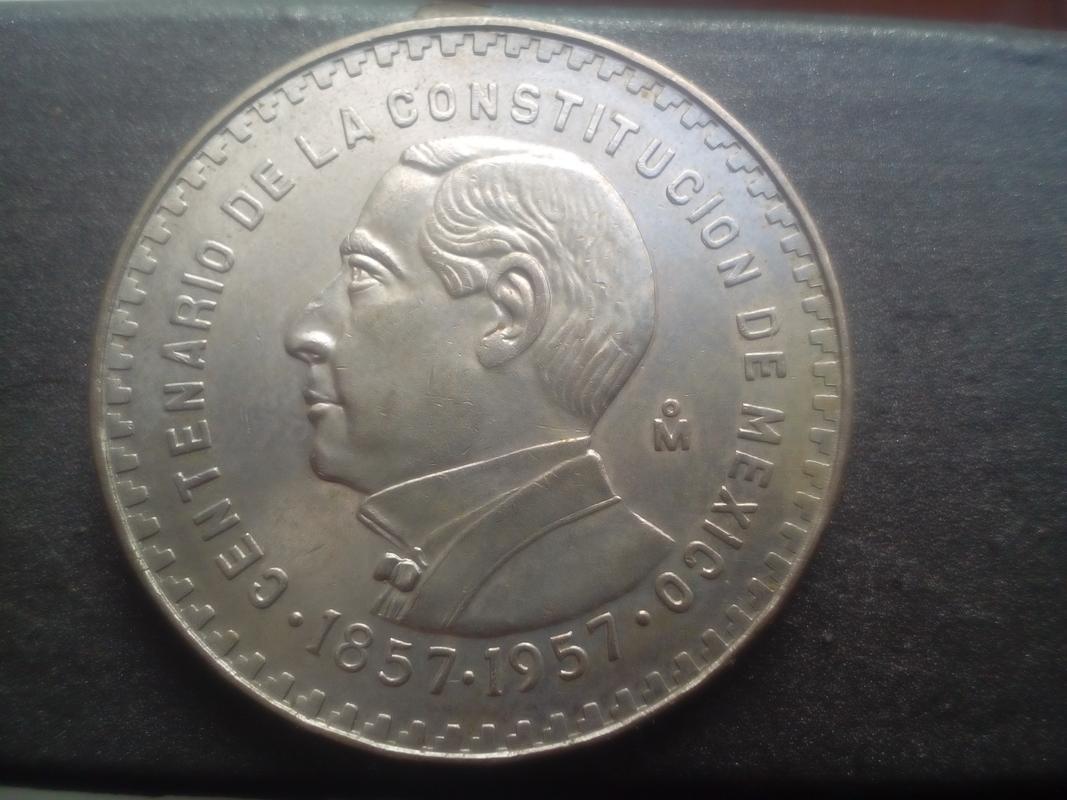 CENTENARIO DE LA CONSTITUCION DE MEXICO
· 1857 · 1957 ·
Mo